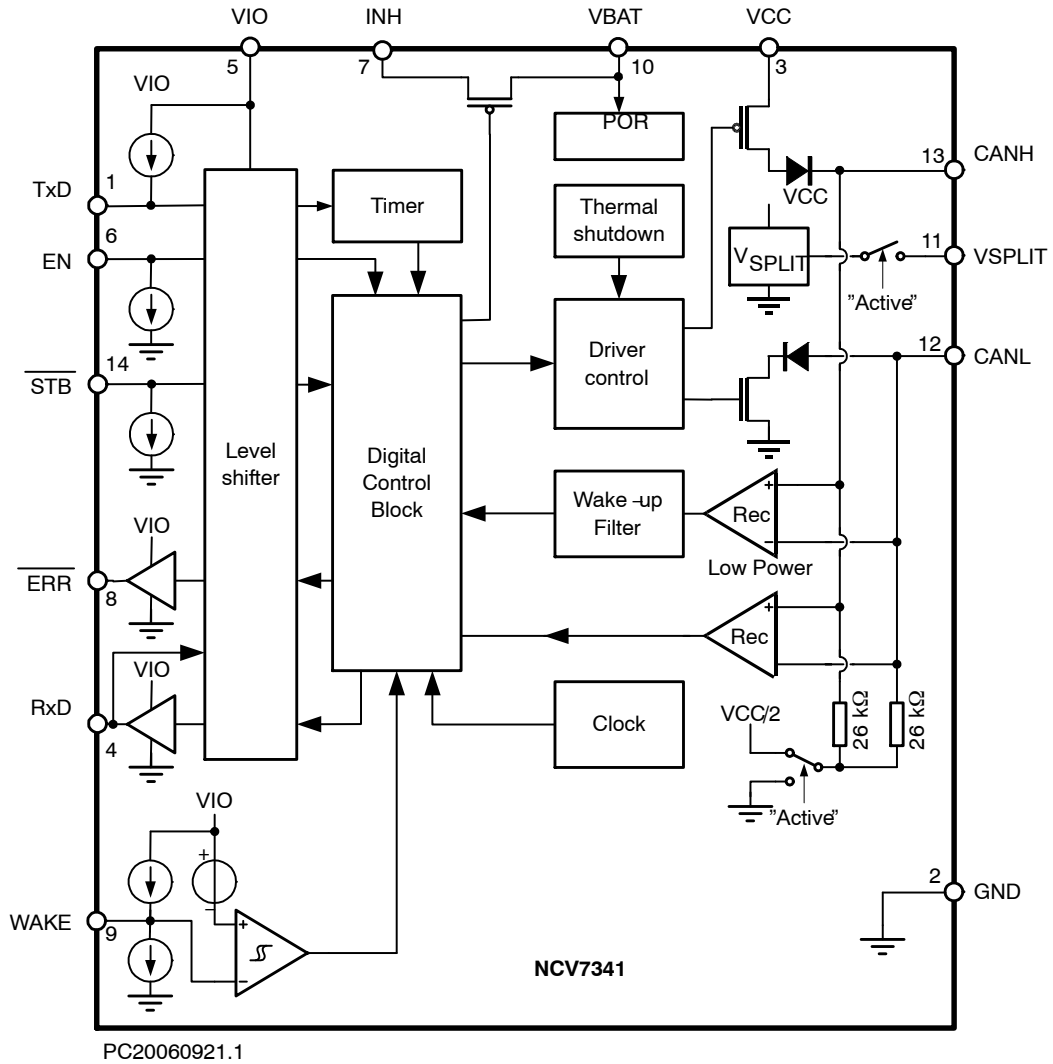 VIO
INH
VBAT
VCC
5
7
10
3
VIO
POR
TxD
1
Timer
Thermal
shutdown
VCC
13
CANH
6
EN
VSPLIT
11
VSPLIT
"Active"
14
STB
Level
shifter
Digital
Control
Block
Driver
control
12
CANL
Wake-up
Filter
+
Rec
−
Low Power
VIO
ERR
8
+
Rec
VIO
RxD
4
Clock
VCC/2
26 kΩ
26 kΩ
"Active"
VIO
+
−
WAKE
9
+
−
2
GND
NCV7341
PC20060921.1